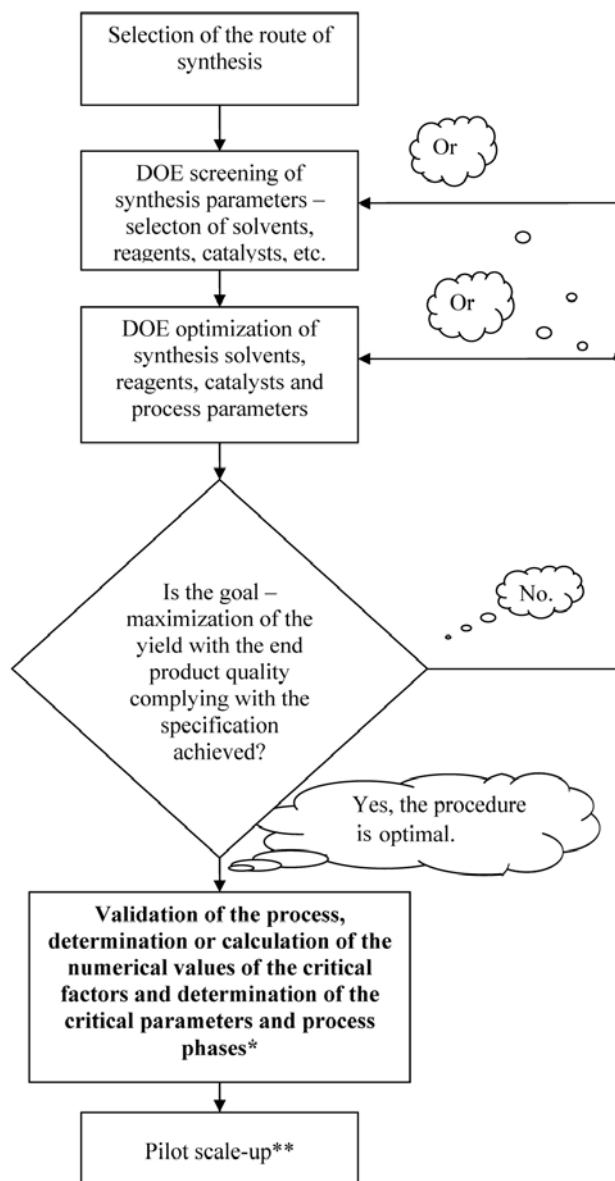 Selection of the route of
synthesis
Or
DOE screening of
synthesis parameters –
selecton of solvents,
reagents, catalysts, etc.
Or
DOE optimization of
synthesis solvents,
reagents, catalysts and
process parameters
Is the goal –
maximization of
the yield with the end
product quality
complying with the
specification
achieved?
No.
Yes, the procedure
is optimal.
Validation of the process,
determination or calculation of the
numerical values of the critical
factors and determination of the
critical parameters and process
phases*
Pilot scale-up**